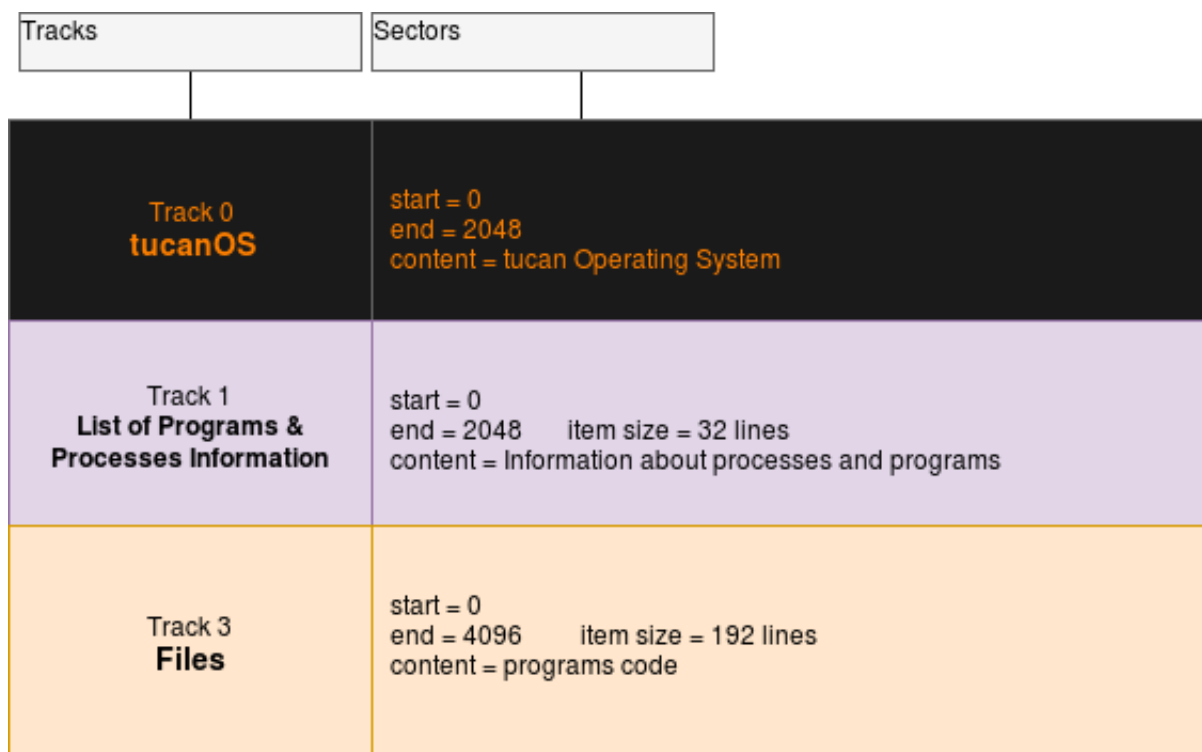 Tracks
Sectors
Track 0
tucanOS
start = 0
end = 2048
content = tucan Operating System
Track 1
List of Programs &
Processes Information
start = 0
end = 2048 item size = 32 lines
content = Information about processes and programs
Track 3
Files
start = 0
end = 4096 item size = 192 lines
content = programs code